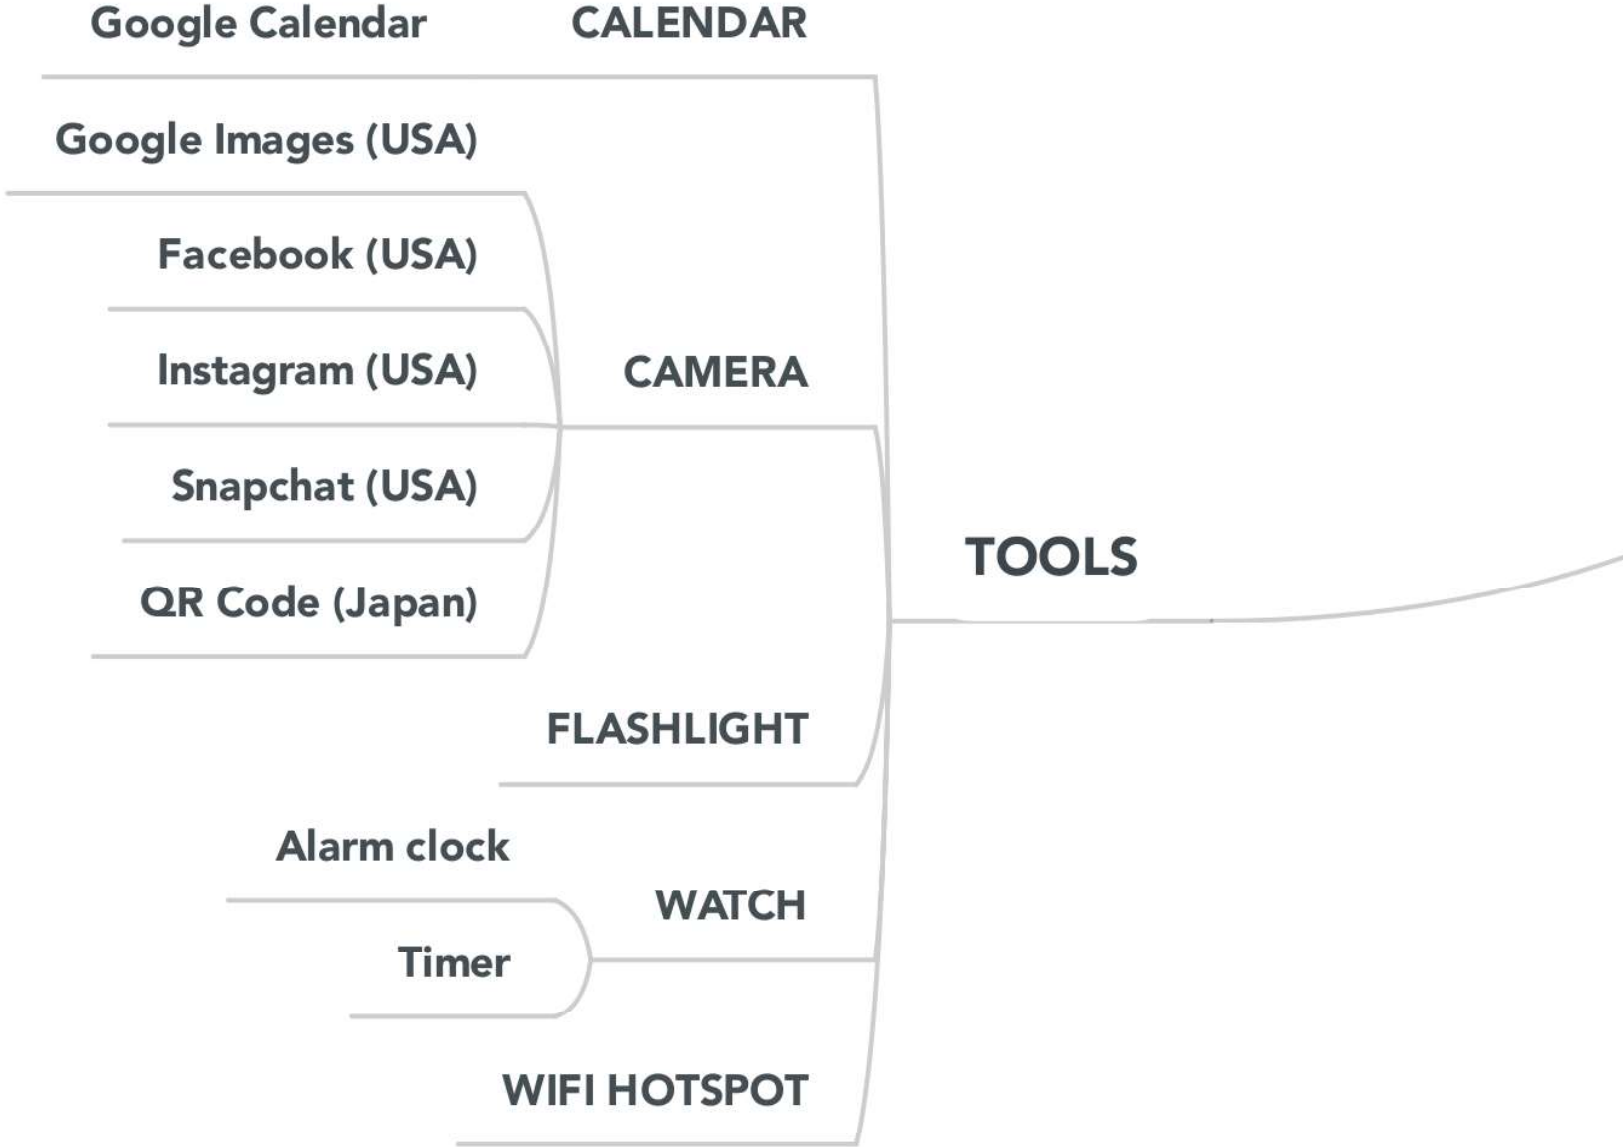 Google Calendar CALENDAR
Google Images (USA)
Facebook (USA)
Instagram (USA)
CAMERA
Snapchat (USA)
QR Code (Japan)
TOOLS
FLASHLIGHT
Alarm clock
WATCH
Timer
WIFI HOTSPOT